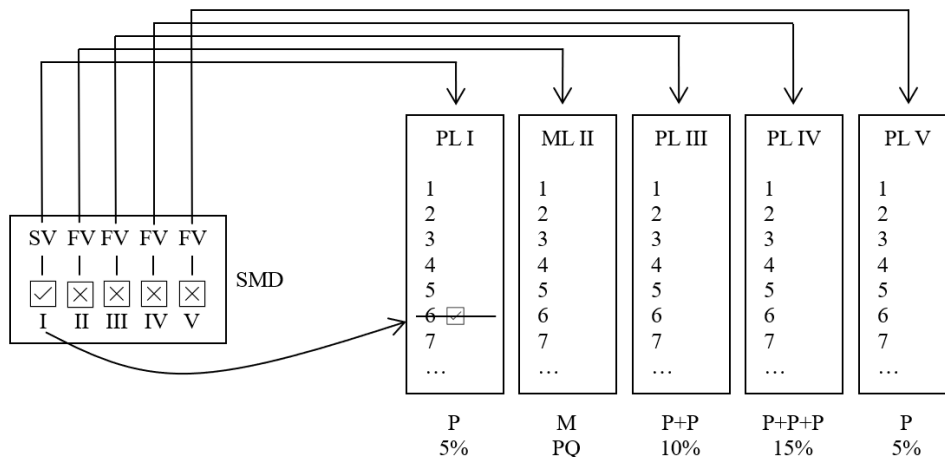 PL I ML II PL III PL IV PL V
1 1 1 1 1
2 2 2 2 2
3 3 3 3 3
4 4 4 4 4
5 5 5 5 5
6 6 6 6 6
7 7 7 7 7
... ... ... ... ...
SV FV FV FV FV
I II III IV V
SMD
P M P+P P+P+P P
5% PQ 10% 15% 5%